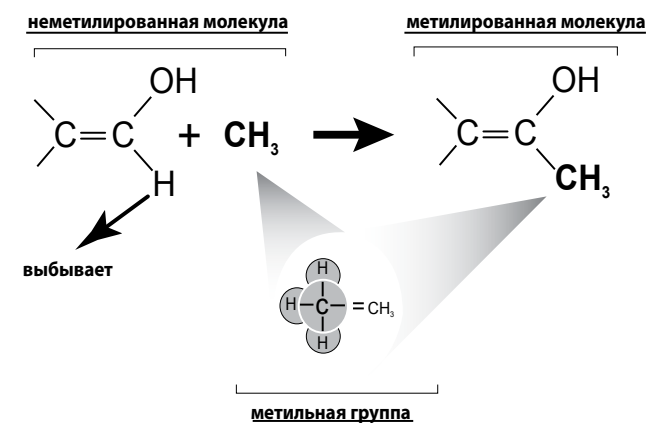 неметилированная молекула
метилированная молекула
OH
OH
C=C + CH₃
C=C
H
CH₃
выбывает
H
H–C– =CH₃
H
метильная группа